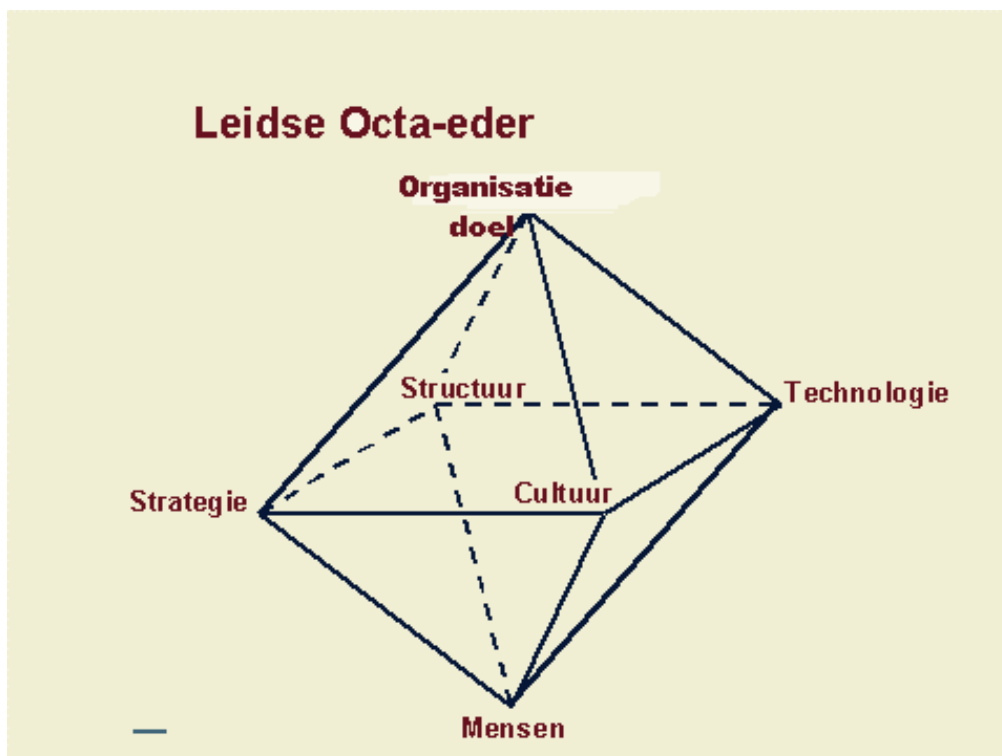 Leidse Octa-eder
Organisatie
doel
Structuur
Technologie
Strategie
Cultuur
Mensen